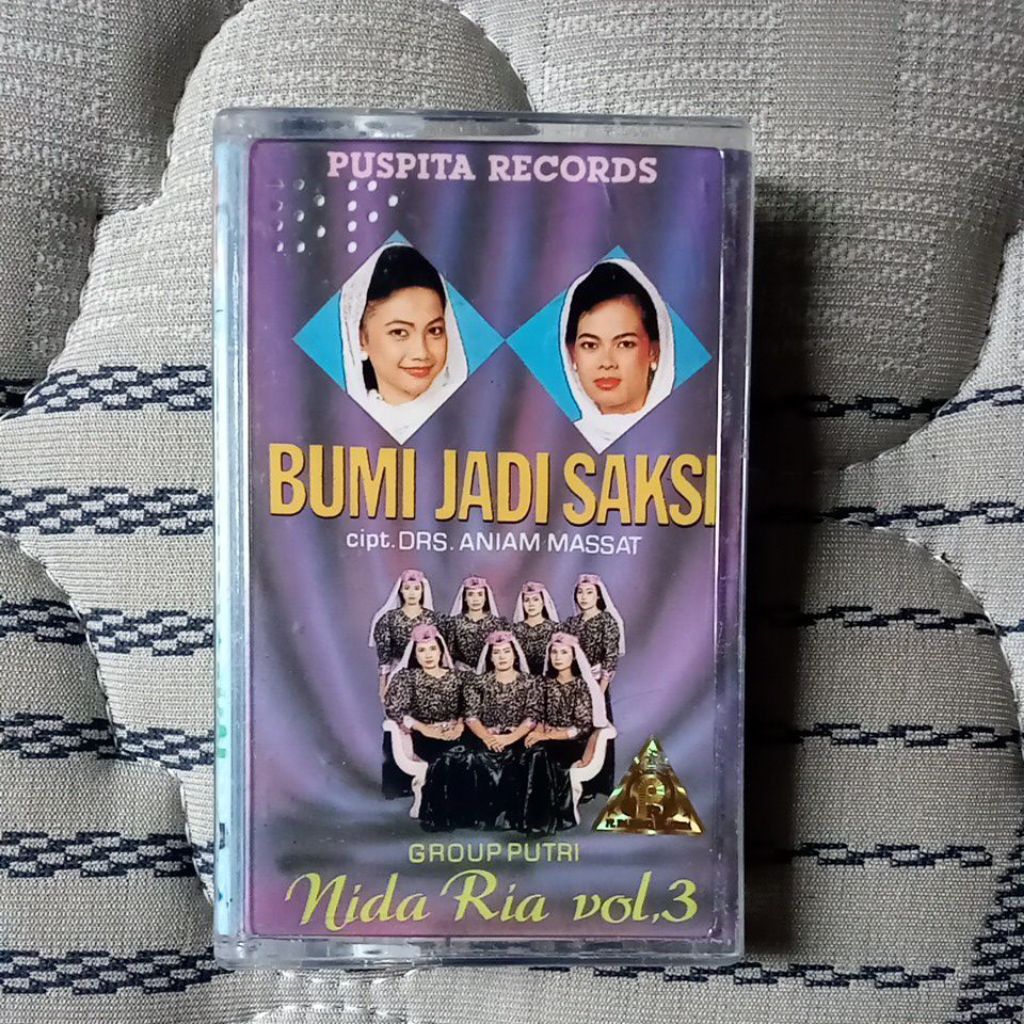 PUSPITA RECORDS
BUMI JADI SAKSI
cipt. DRS. ANIAM MASSAT
GROUP PUTRI
Nida Ria vol,3